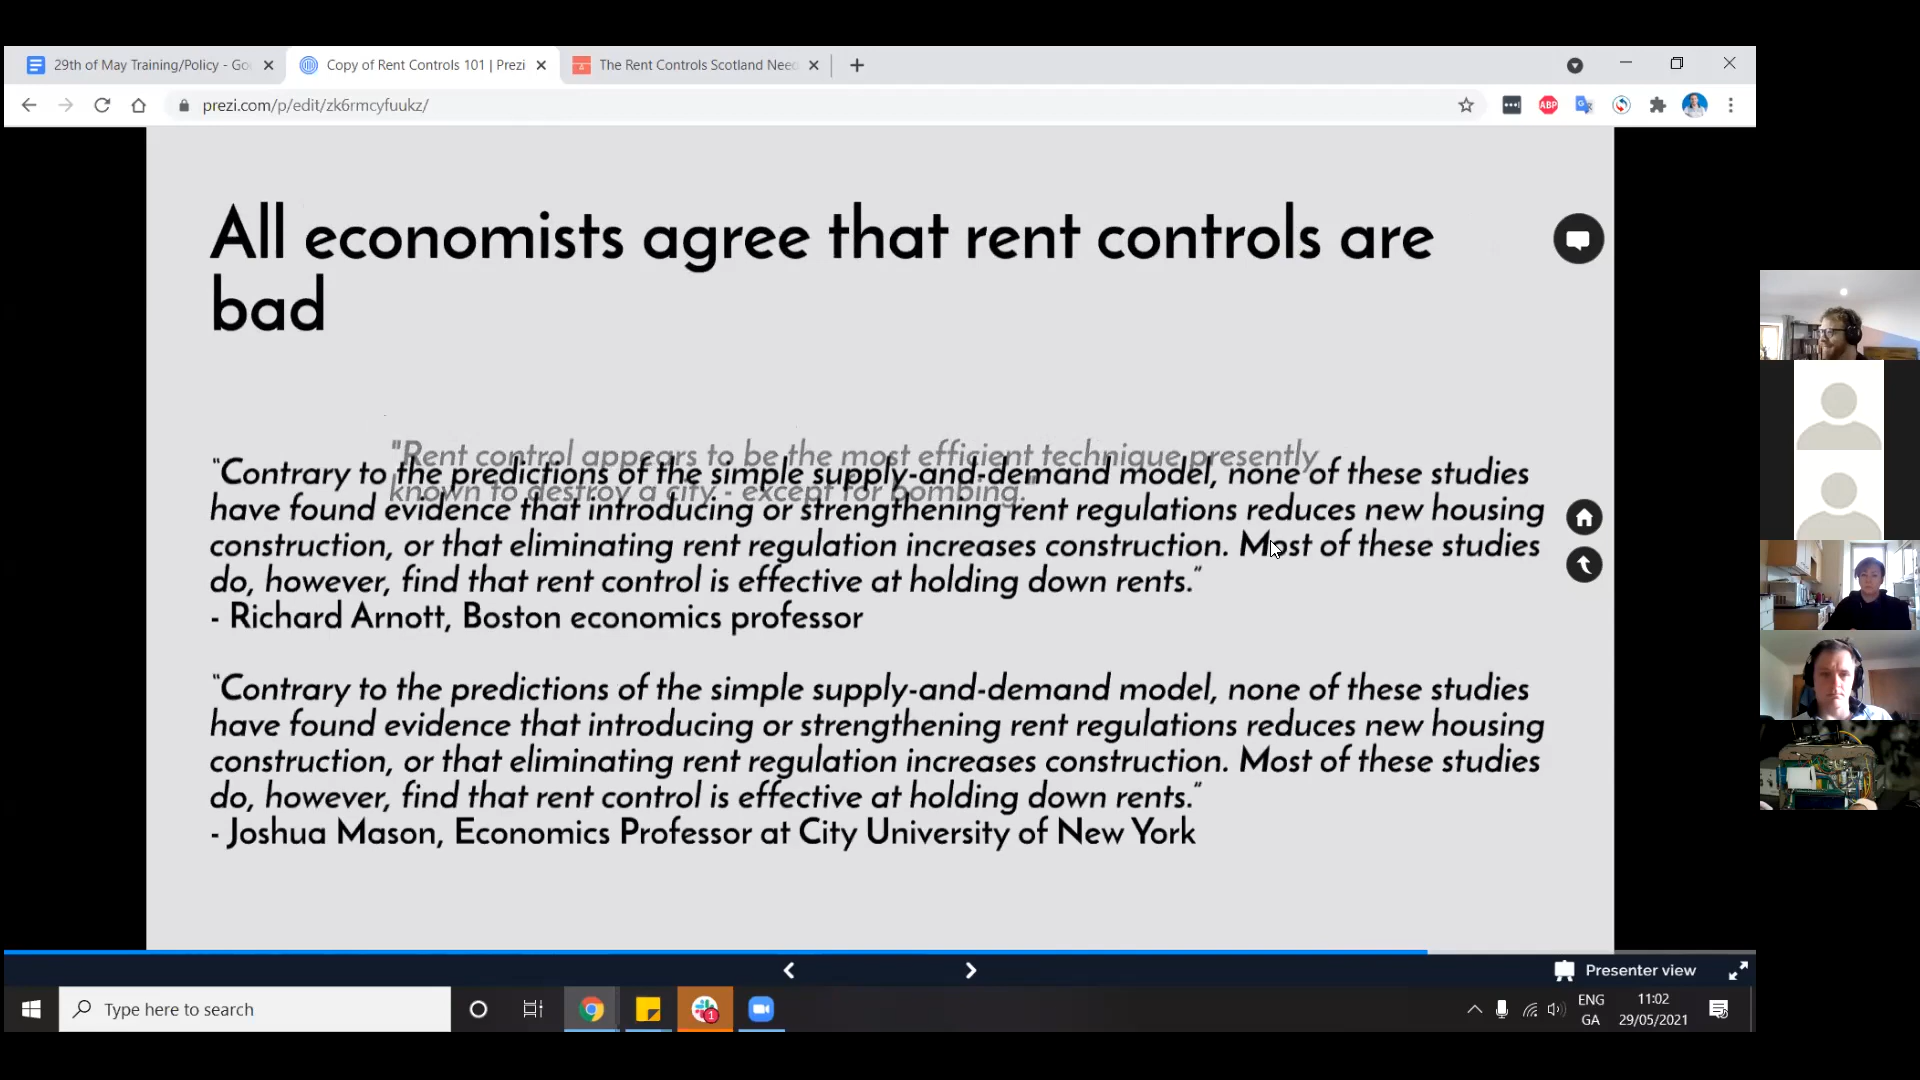 29th of May Training/Policy - Go
Copy of Rent Controls 101 | Prezi
The Rent Controls Scotland Need
prezi.com/p/edit/zk6rmcyfuukz/
ABP
All economists agree that rent controls are
bad
"Rent control appears to be the most efficient technique presently
known to destroy a city - except for bombing."
"Contrary to the predictions of the simple supply-and-demand model, none of these studies
have found evidence that introducing or strengthening rent regulations reduces new housing
construction, or that eliminating rent regulation increases construction. Most of these studies
do, however, find that rent control is effective at holding down rents."
- Richard Arnott, Boston economics professor
"Contrary to the predictions of the simple supply-and-demand model, none of these studies
have found evidence that introducing or strengthening rent regulations reduces new housing
construction, or that eliminating rent regulation increases construction. Most of these studies
do, however, find that rent control is effective at holding down rents."
- Joshua Mason, Economics Professor at City University of New York
Presenter view
Type here to search
1
ENG
GA
11:02
29/05/2021